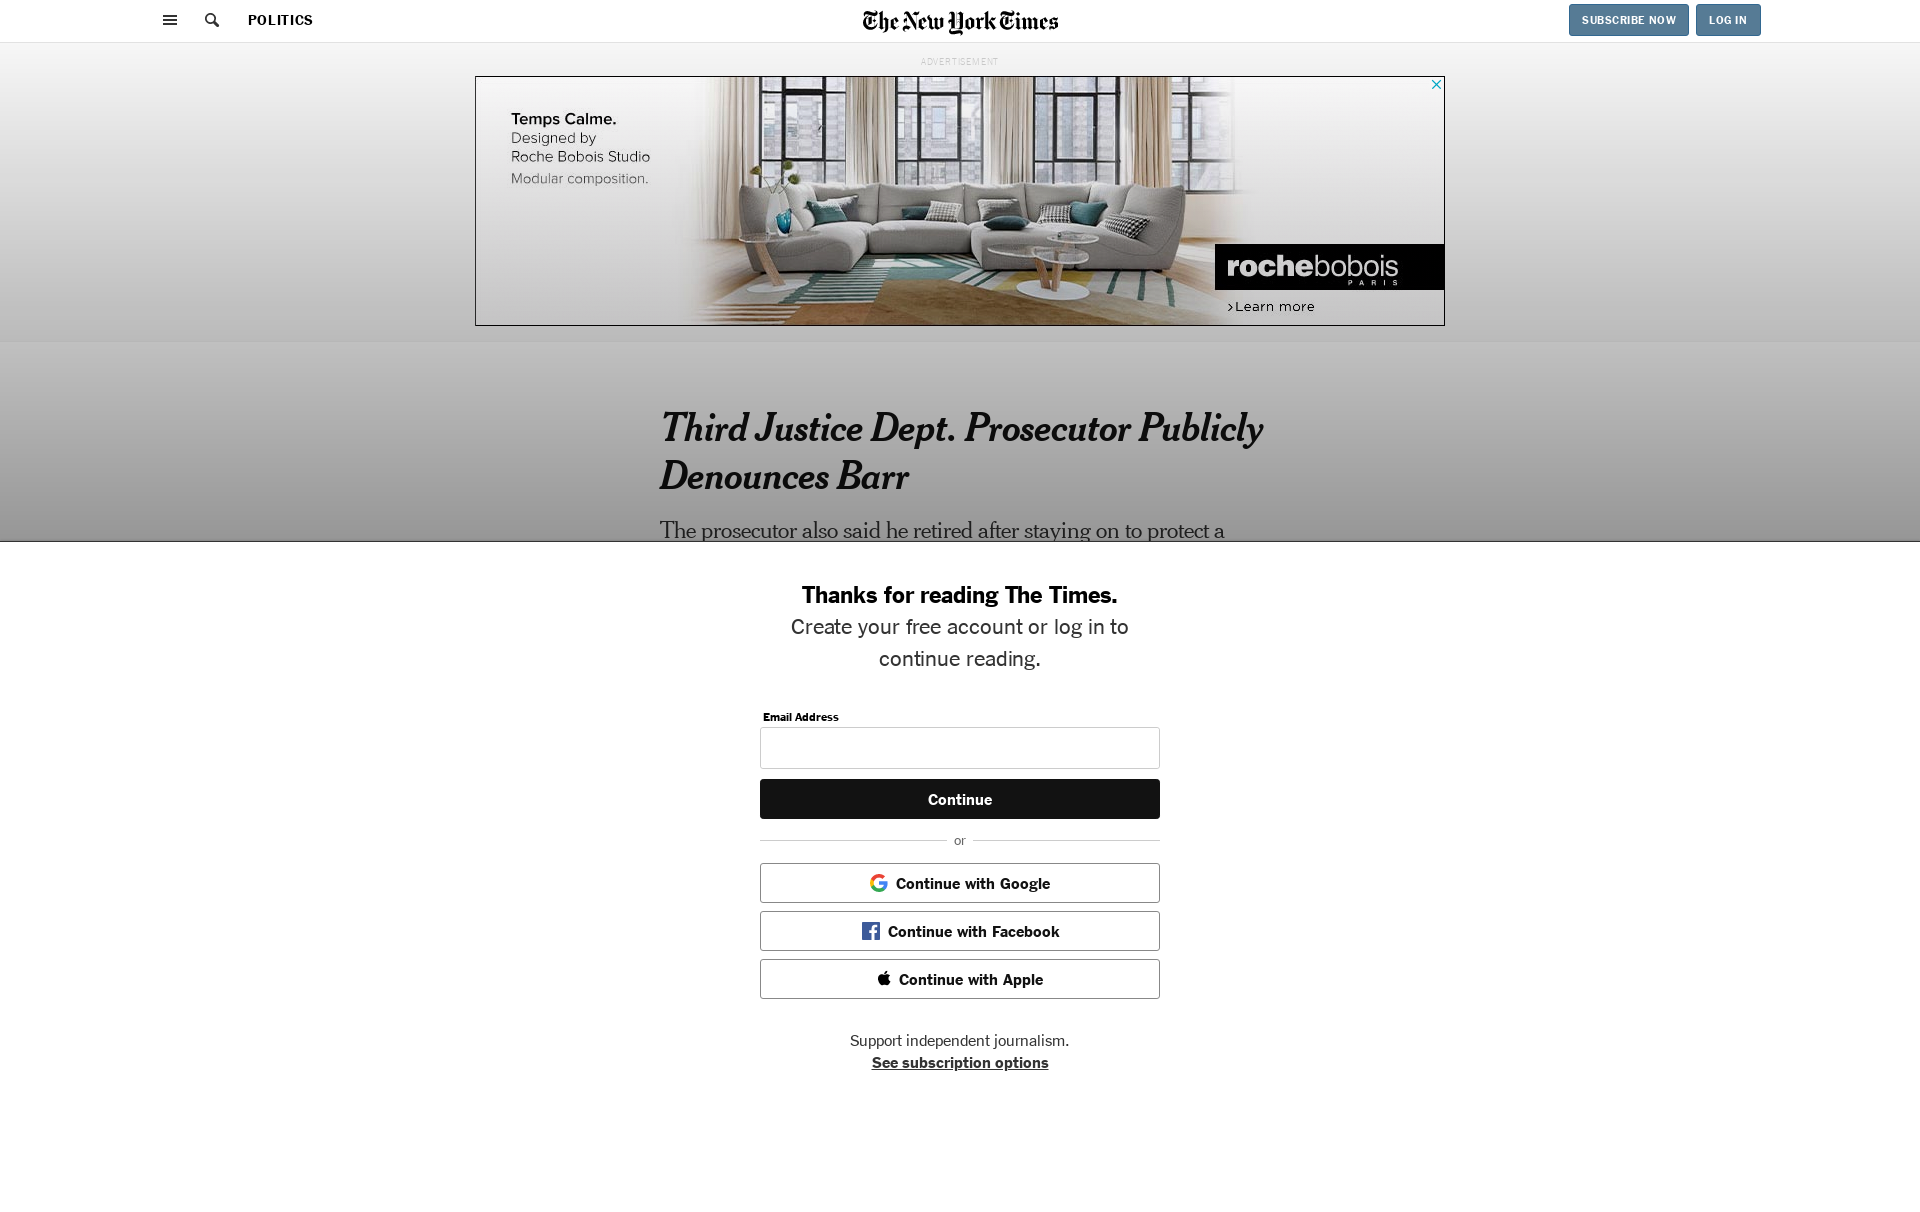 POLITICS
The New York Times
SUBSCRIBE NOW
LOG IN
ADVERTISEMENT
Temps Calme.
Designed by
Roche Bobois Studio
Modular composition.
rochebobois
PARIS
Learn more
Third Justice Dept. Prosecutor Publicly
Denounces Barr
The prosecutor also said he retired after staying on to protect a
Thanks for reading The Times.
Create your free account or log in to
continue reading.
Email Address
Continue
or
Continue with Google
Continue with Facebook
Continue with Apple
Support independent journalism.
See subscription options